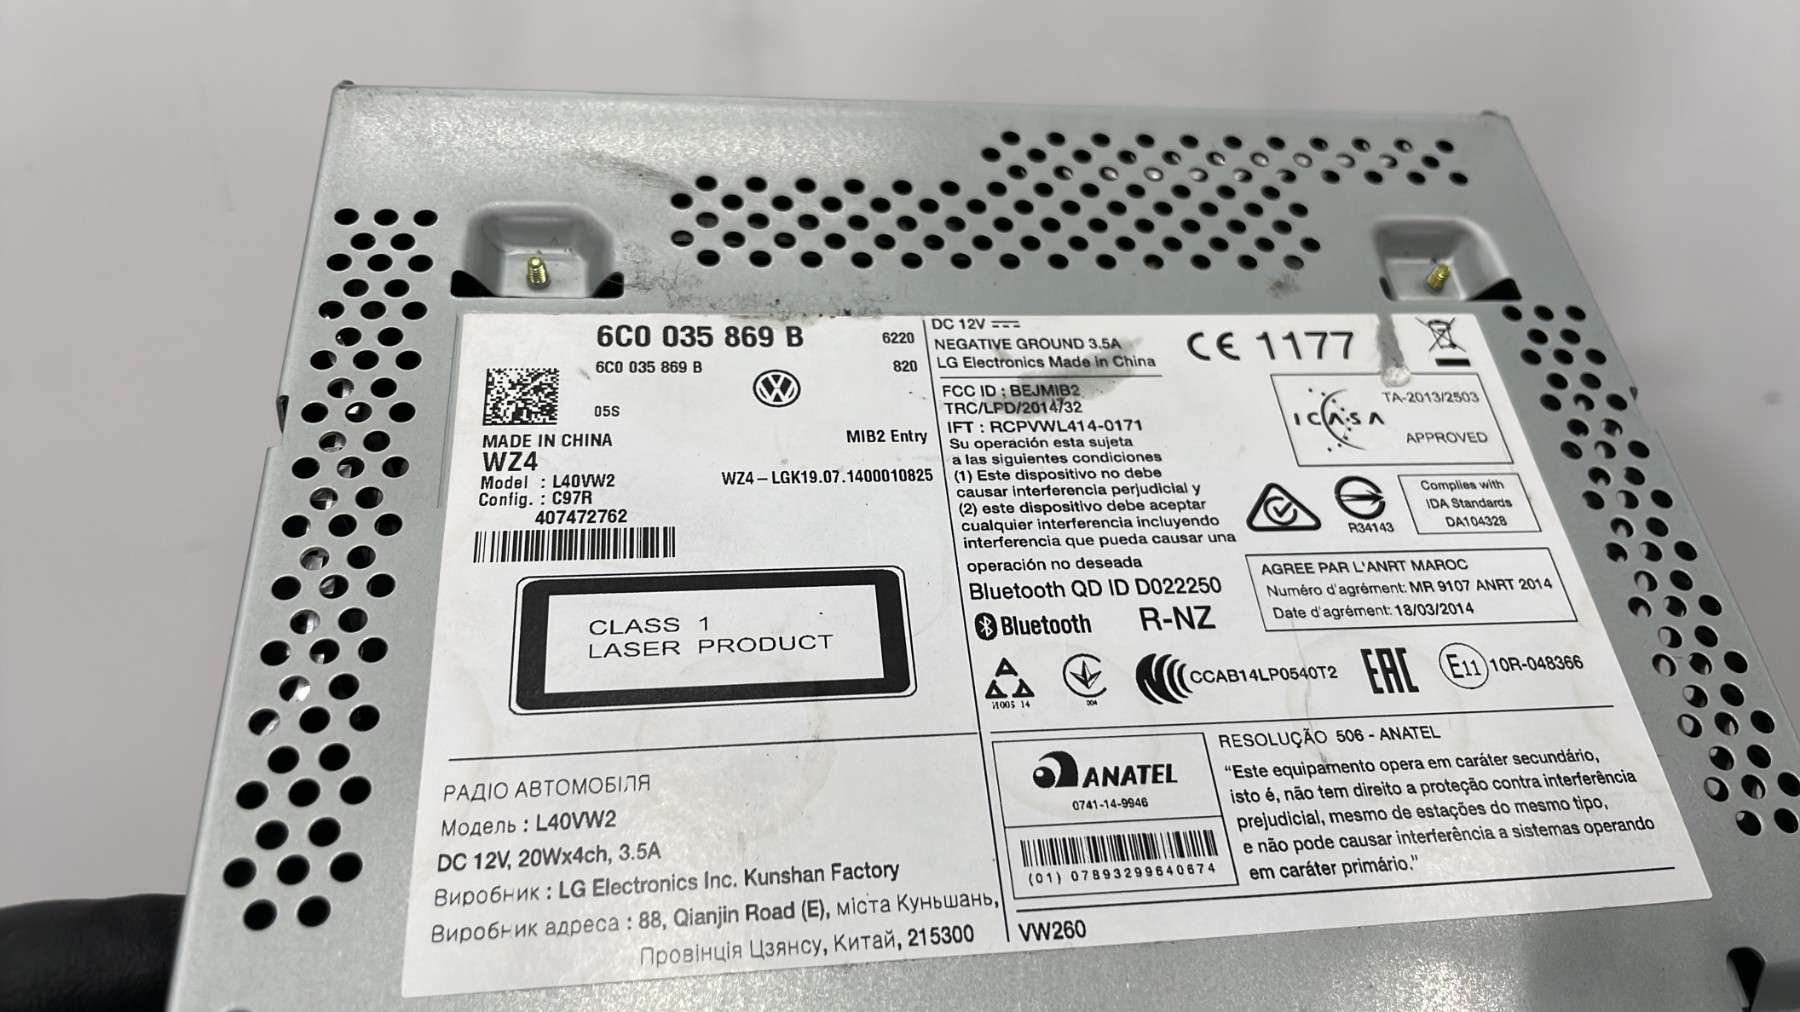 6C0 035 869 B
6220
6C0 035 869 B
820
05S
MADE IN CHINA
MIB2 Entry
WZ4
Model : L40VW2
WZ4-LGK19.07.1400010825
Config. : C97R
407472762
CLASS 1
LASER PRODUCT
РАДІО АВТОМОБІЛЯ
Модель : L40VW2
DC 12V, 20Wx4ch, 3.5A
Виробник : LG Electronics Inc. Kunshan Factory
Виробник адреса : 88, Qianjin Road (E), міста Куньшань,
Провінція Цзянсу, Китай, 215300
DC 12V
NEGATIVE GROUND 3.5A
LG Electronics Made in China
CE 1177
FCC ID : BEJMIB2
TRC/LPD/2014/32
IFT : RCPVWL414-0171
Su operación esta sujeta
a las siguientes condiciones
(1) Este dispositivo no debe
causar interferencia perjudicial y
(2) este dispositivo debe aceptar
cualquier interferencia incluyendo
interferencia que pueda causar una
operación no deseada
ICASA
TA-2013/2503
APPROVED
R34143
Complies with
IDA Standards
DA104328
Bluetooth QD ID D022250
Bluetooth
R-NZ
AGREE PAR L'ANRT MAROC
Numéro d'agrément: MR 9107 ANRT 2014
Date d'agrément: 18/03/2014
И005 14
004
CCAB14LP0540T2
EAC
E11
10R-048366
ANATEL
0741-14-9946
(01) 07893299640674
RESOLUÇÃO 506 - ANATEL
“Este equipamento opera em caráter secundário,
isto é, não tem direito a proteção contra interferência
prejudicial, mesmo de estações do mesmo tipo,
e não pode causar interferência a sistemas operando
em caráter primário.”
VW260